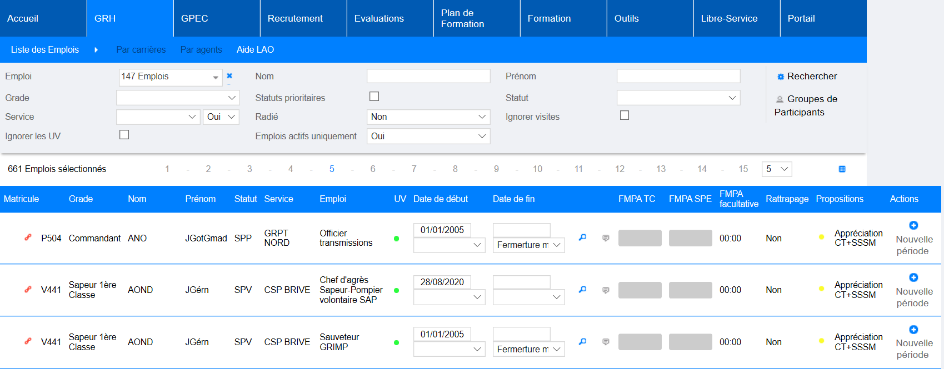 Accueil GRH GPEC Recrutement Evaluations Plan de Formation Formation Outils Libre-Service Portail
Liste des Emplois Par carrières Par agents Aide LAO
Emploi 147 Emplois Nom Prénom Rechercher
Grade Statuts prioritaires Statut Groupes de Participants
Service Oui Radié Non Ignorer visites
Ignorer les UV Emplois actifs uniquement Oui
661 Emplois sélectionnés 1 - 2 - 3 - 4 - 5 - 6 - 7 - 8 - 9 - 10 - 11 - 12 - 13 - 14 - 15 5
Matricule Grade Nom Prénom Statut Service Emploi UV Date de début Date de fin FMPA TC FMPA SPE FMPA facultative Rattrapage Propositions Actions
P504 Commandant ANO JGotGmad SPP GRPT NORD Officier transmissions 01/01/2005 Fermerture m 00:00 Non Appréciation CT+SSSM Nouvelle période
V441 Sapeur 1ère Classe AOND JGérn SPV CSP BRIVE Chef d'agrès Sapeur-Pompier volontaire SAP 28/08/2020 00:00 Non Appréciation CT+SSSM Nouvelle période
V441 Sapeur 1ère Classe AOND JGérn SPV CSP BRIVE Sauveteur GRIMP 01/01/2005 Fermerture m 00:00 Non Appréciation CT+SSSM Nouvelle période